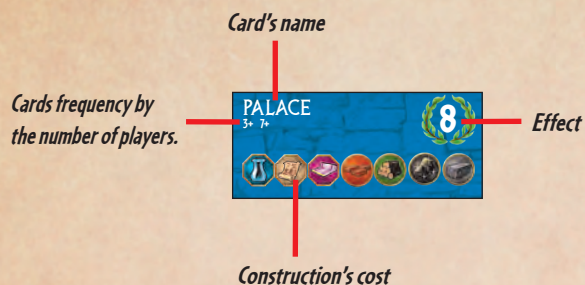 Card's name
Cards frequency by
the number of players.
PALACE
3+ 7+
8
Effect
Construction's cost